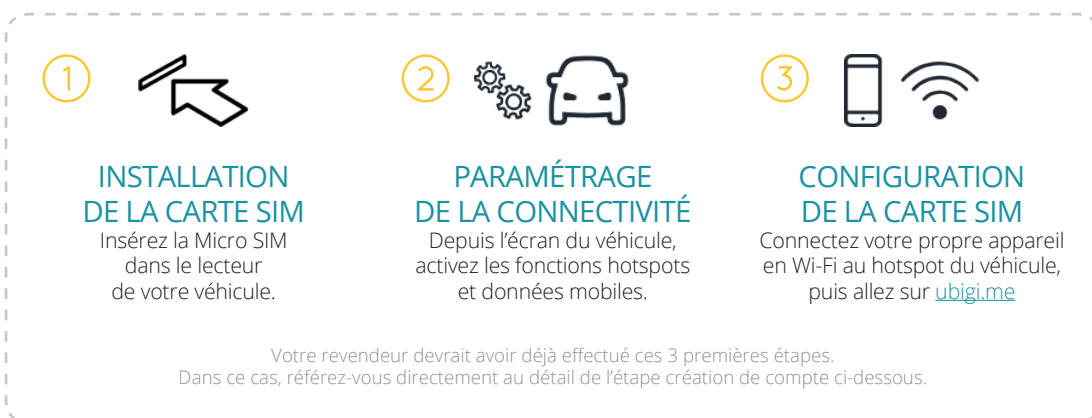 1
INSTALLATION
DE LA CARTE SIM
Insérez la Micro SIM
dans le lecteur
de votre véhicule.
2
PARAMÉTRAGE
DE LA CONNECTIVITÉ
Depuis l’écran du véhicule,
activez les fonctions hotspots
et données mobiles.
3
CONFIGURATION
DE LA CARTE SIM
Connectez votre propre appareil
en Wi-Fi au hotspot du véhicule,
puis allez sur ubigi.me
Votre revendeur devrait avoir déjà effectué ces 3 premières étapes.
Dans ce cas, référez-vous directement au détail de l’étape création de compte ci-dessous.